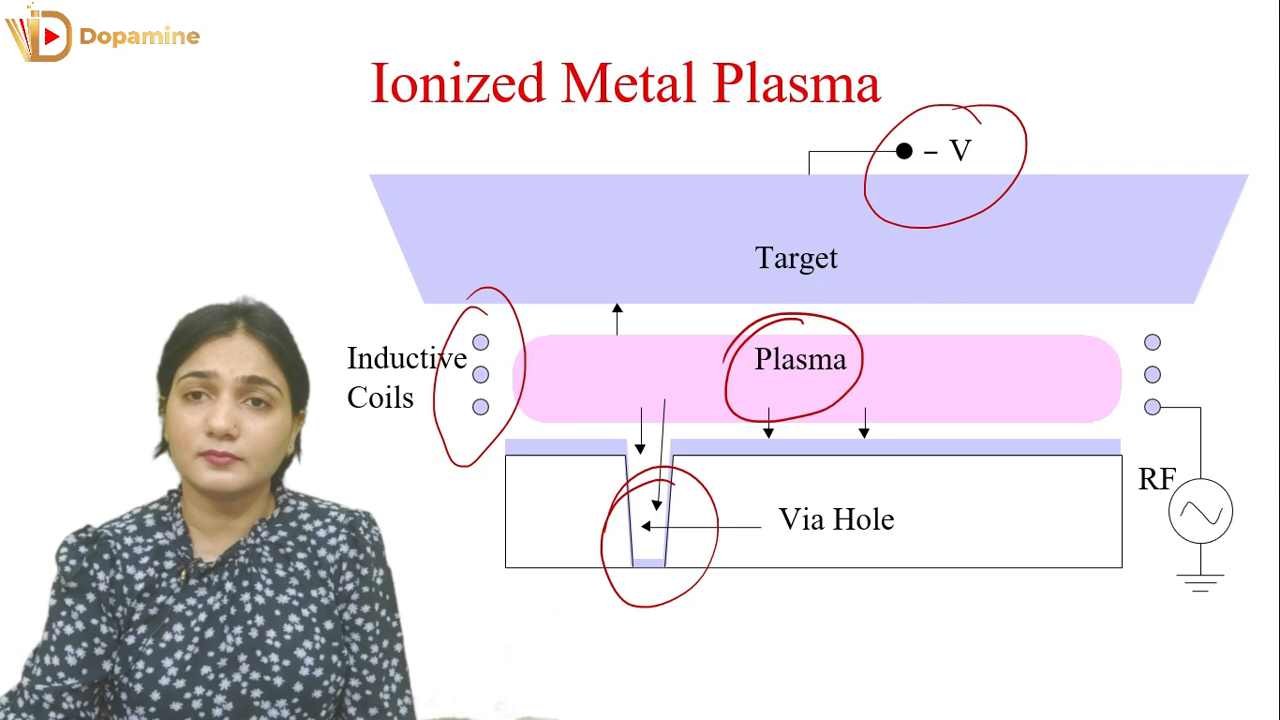 Dopamine
Ionized Metal Plasma
– V
Target
Inductive
Coils
Plasma
RF
Via Hole